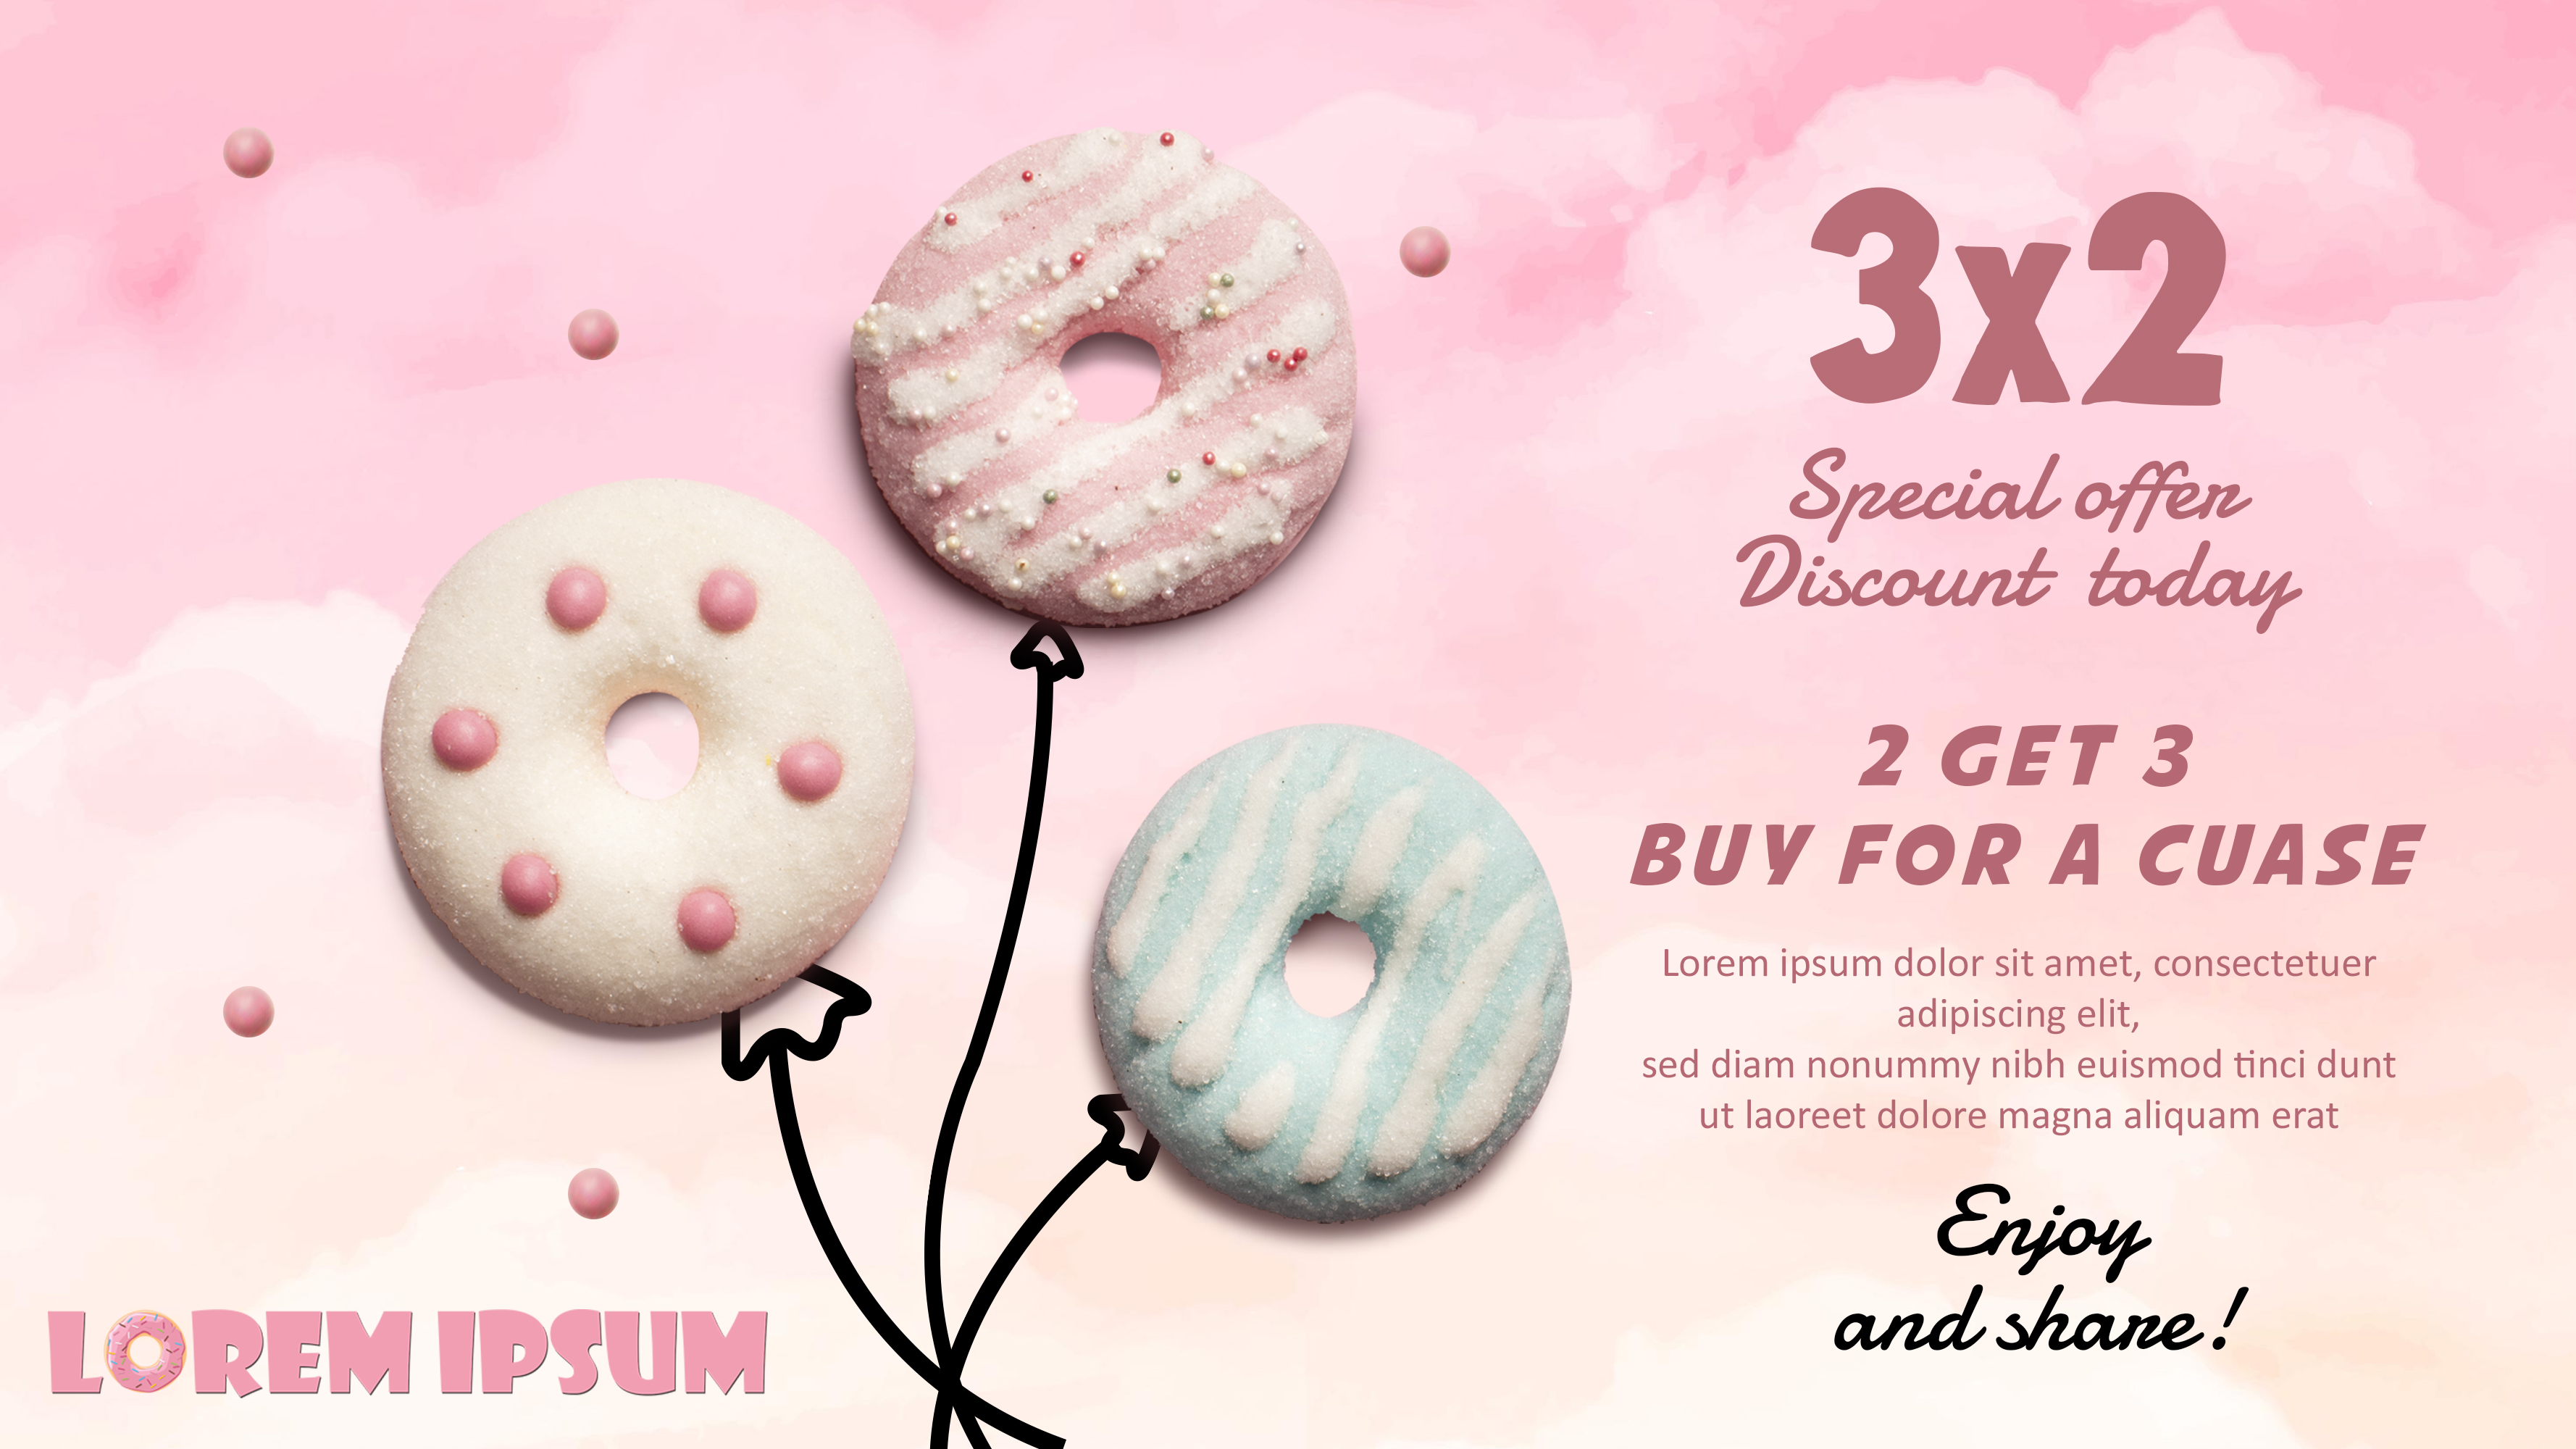 3x2
Special offer
Discount today
2 GET 3
BUY FOR A CUASE
Lorem ipsum dolor sit amet, consectetuer
adipiscing elit,
sed diam nonummy nibh euismod tinci dunt
ut laoreet dolore magna aliquam erat
Enjoy
and share!
LOREM IPSUM